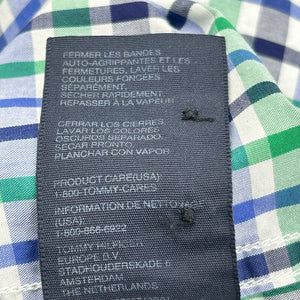 FERMER LES BANDES
AUTO-AGRIPPANTES ET LES
FERMETURES, LAVER LES
COULEURS FONCÉES
SÉPARÉMENT.
SÉCHER RAPIDEMENT.
REPASSER À LA VAPEUR
CERRAR LOS CIERRES,
LAVAR LOS COLORES
OSCUROS SEPARADO.
SECAR PRONTO.
PLANCHAR CON VAPOR
PRODUCT CARE(USA):
1-800-TOMMY-CARES
INFORMATION DE NETTOYAGE
(USA):
1-800-866-6922
TOMMY HILFIGER
EUROPE B.V.
STADHOUDERSKADE 6
AMSTERDAM
THE NETHERLANDS